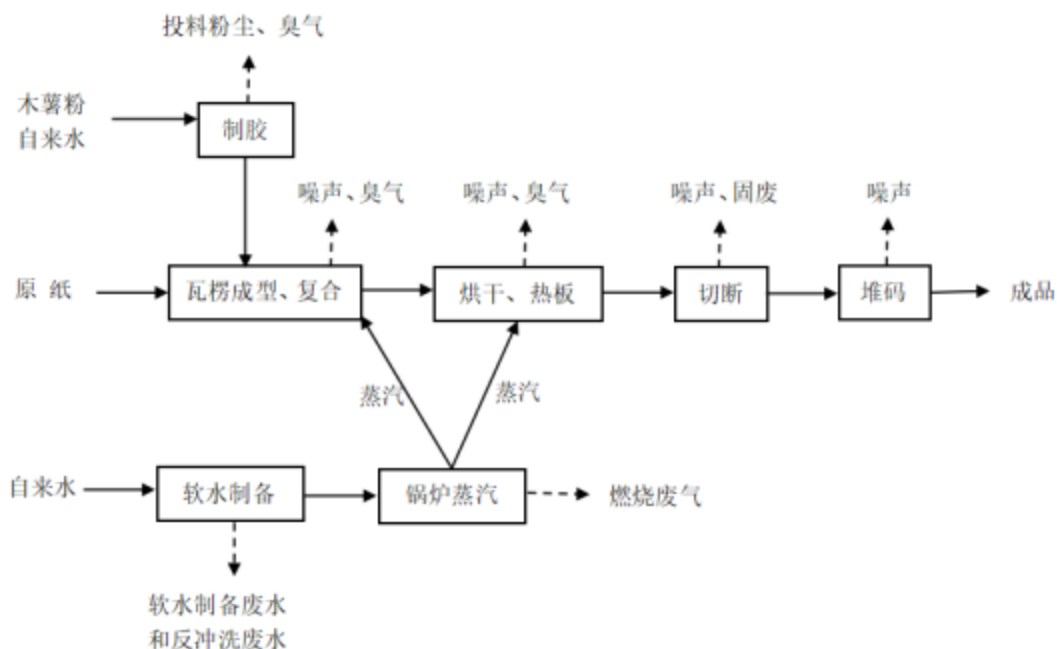 投料粉尘、臭气
木薯粉
自来水
制胶
噪声、臭气
噪声、臭气
噪声、固废
噪声
原 纸
瓦楞成型、复合
烘干、热板
切断
堆码
成品
蒸汽
蒸汽
自来水
软水制备
锅炉蒸汽
燃烧废气
软水制备废水
和反冲洗废水